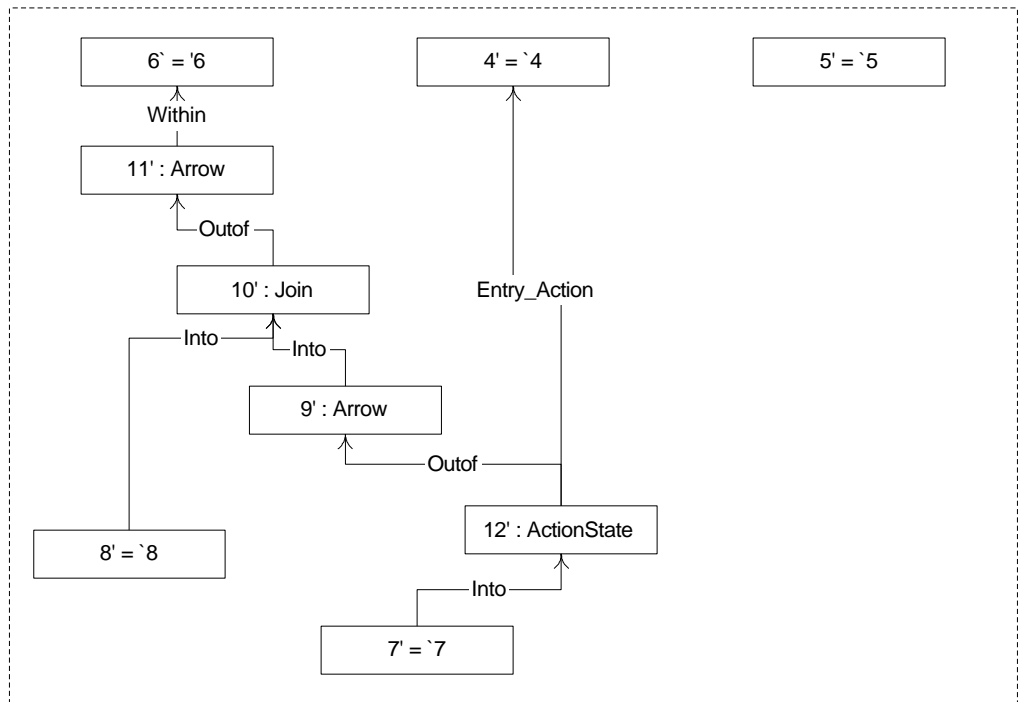 6` = '6
4' = `4
5' = `5
Within
11' : Arrow
Outof
10' : Join
Entry_Action
Into
Into
9' : Arrow
Outof
12' : ActionState
8' = `8
Into
7' = `7